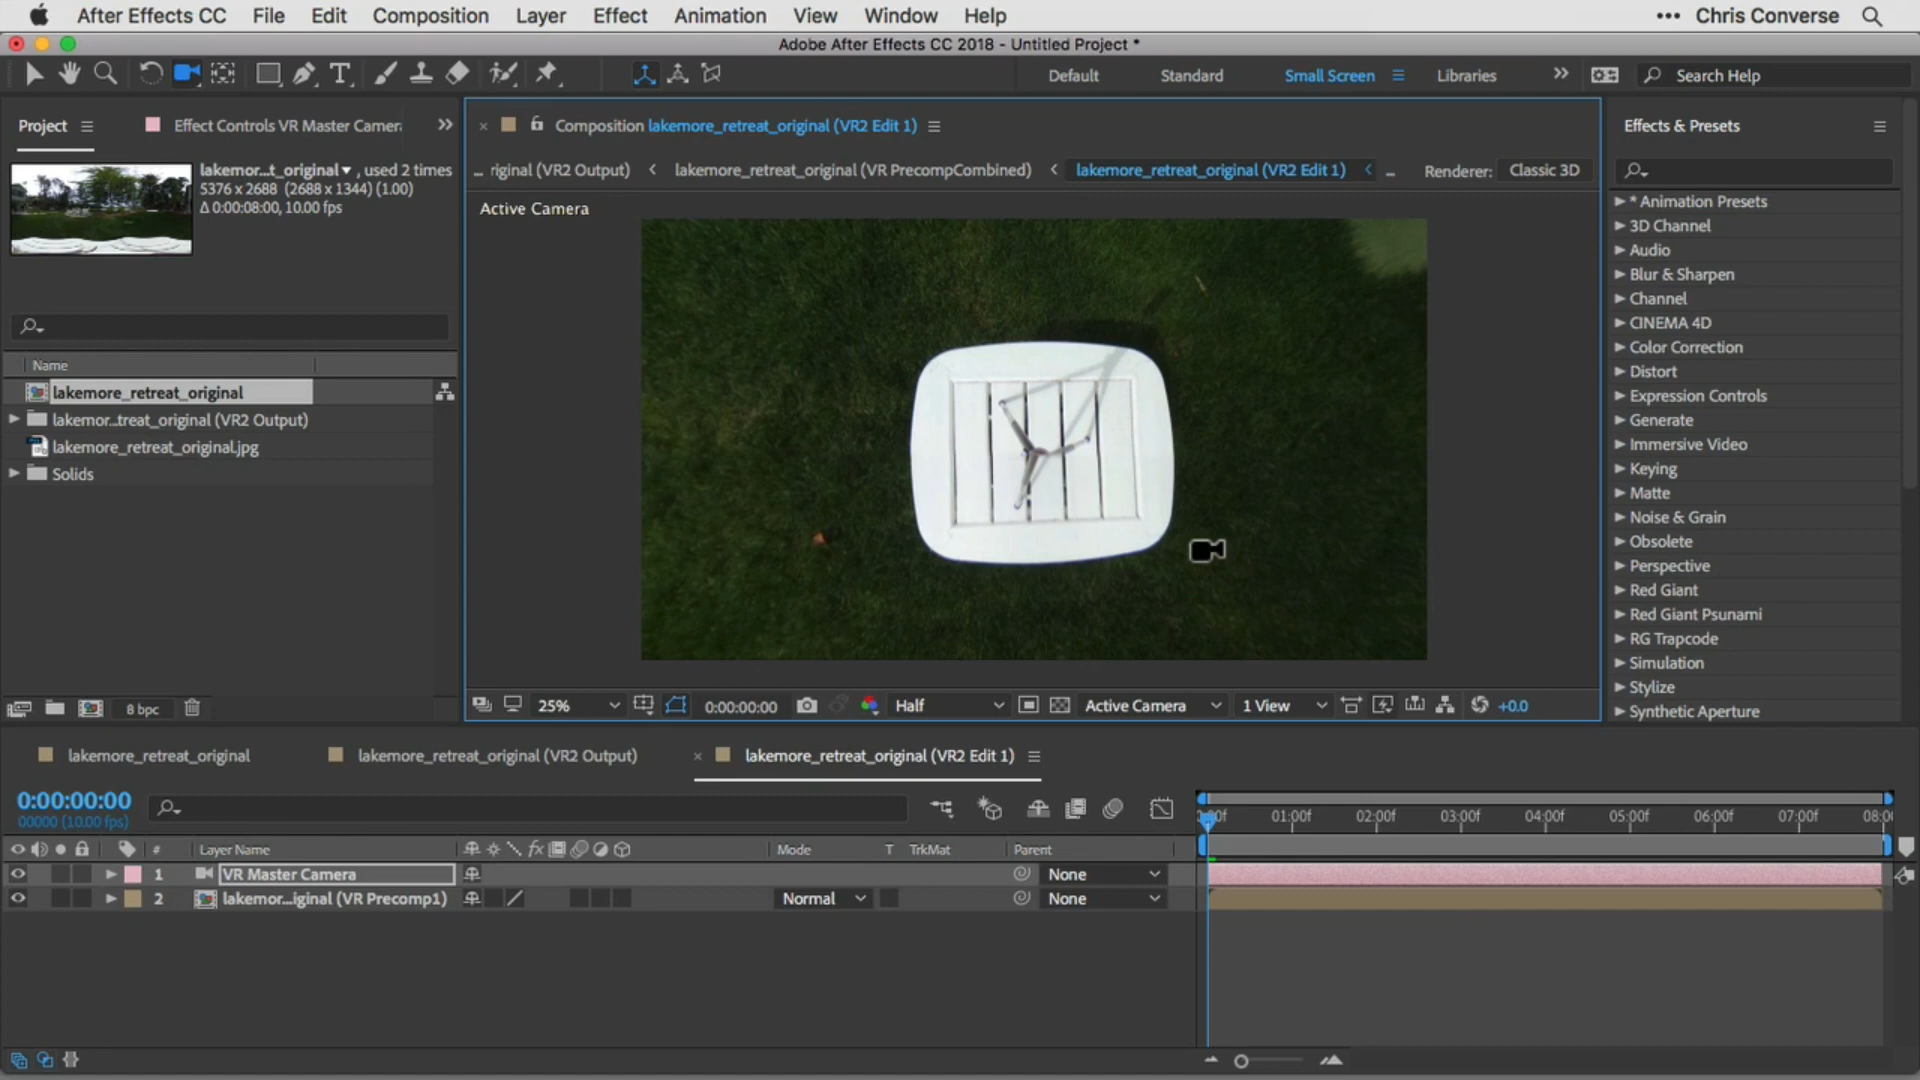 After Effects CC File Edit Composition Layer Effect Animation View Window Help ••• Chris Converse
Adobe After Effects CC 2018 - Untitled Project *
Default Standard Small Screen Libraries Search Help
Project Effect Controls VR Master Camera
Composition lakemore_retreat_original (VR2 Edit 1)
Effects & Presets
lakemor...t_original ▾ , used 2 times
5376 x 2688 (2688 x 1344) (1.00)
Δ 0:00:08:00, 10.00 fps
... riginal (VR2 Output) lakemore_retreat_original (VR PrecompCombined) lakemore_retreat_original (VR2 Edit 1) ... Renderer: Classic 3D
Active Camera
* Animation Presets
3D Channel
Audio
Blur & Sharpen
Channel
CINEMA 4D
Color Correction
Distort
Expression Controls
Generate
Immersive Video
Keying
Matte
Noise & Grain
Obsolete
Perspective
Red Giant
Red Giant Psunami
RG Trapcode
Simulation
Stylize
Synthetic Aperture
Name
lakemore_retreat_original
lakemor...treat_original (VR2 Output)
lakemore_retreat_original.jpg
Solids
8 bpc
25% 0:00:00:00 Half Active Camera 1 View +0.0
lakemore_retreat_original lakemore_retreat_original (VR2 Output) lakemore_retreat_original (VR2 Edit 1)
0:00:00:00
00000 (10.00 fps)
:00f 01:00f 02:00f 03:00f 04:00f 05:00f 06:00f 07:00f 08:0
# Layer Name fx Mode T TrkMat Parent
1 VR Master Camera None
2 lakemor...iginal (VR Precomp1) Normal None